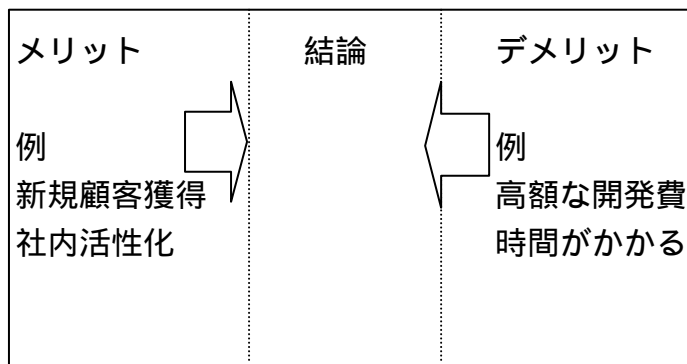 メリット
例
新規顧客獲得
社内活性化
結論
デメリット
例
高額な開発費
時間がかかる